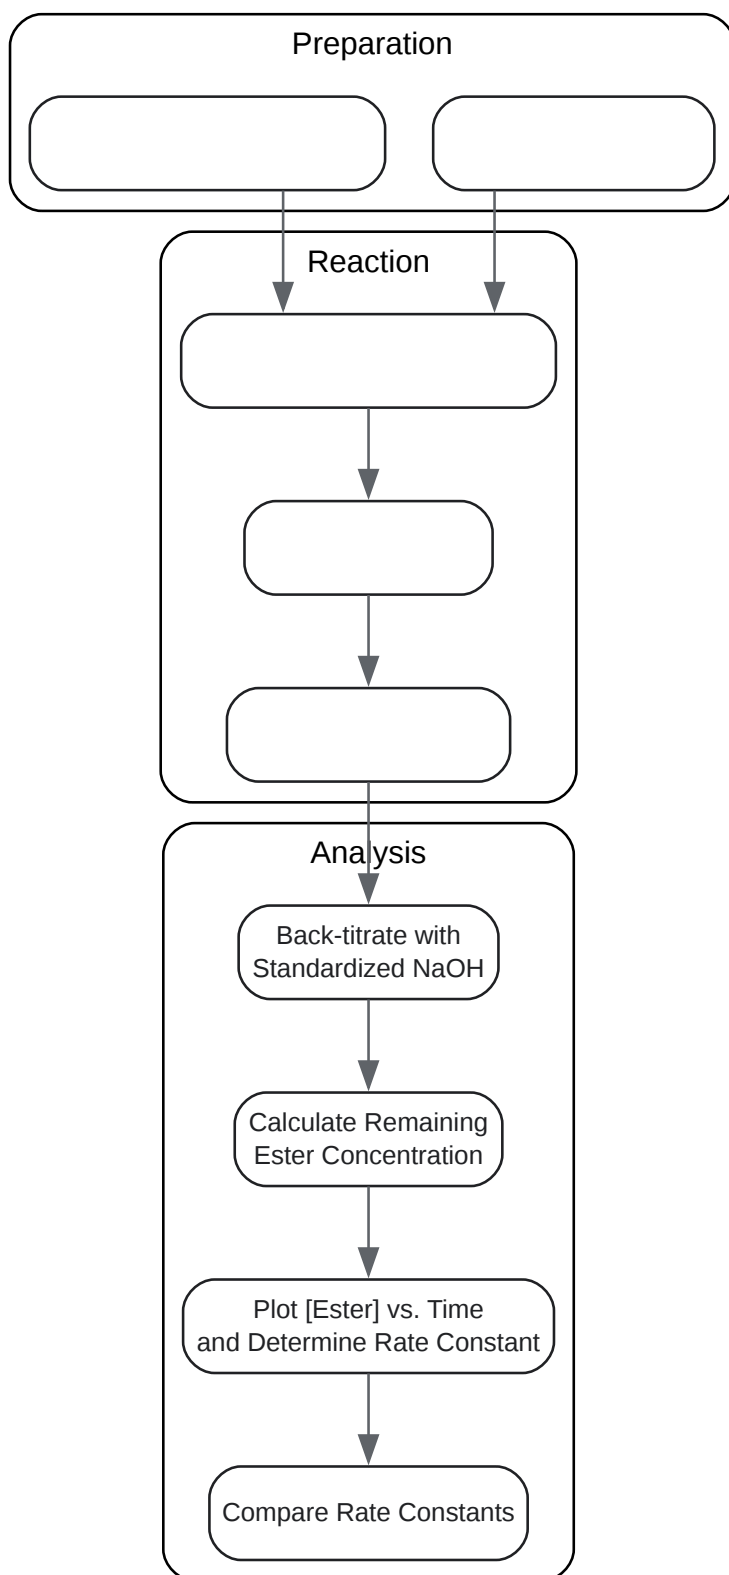 Preparation
Reaction
Analysis
Back-titrate with
Standardized NaOH
Calculate Remaining
Ester Concentration
Plot [Ester] vs. Time
and Determine Rate Constant
Compare Rate Constants